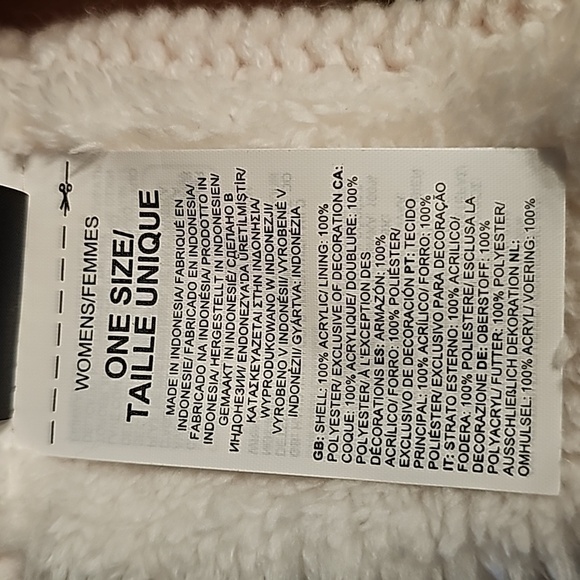 WOMENS/FEMMES
ONE SIZE/
TAILLE UNIQUE
MADE IN INDONESIA/ FABRIQUÉ EN
INDONÉSIE/ FABRICADO EN INDONESIA/
FABRICADO NA INDONÉSIA/ PRODOTTO IN
INDONESIA/ HERGESTELLT IN INDONESIEN/
GEMAAKT IN INDONESIË/ СДЕЛАНО В
ИНДОНЕЗИИ/ ENDONEZYA'DA ÜRETİLMİŞTİR/
ΚΑΤΑΣΚΕΥΑΖΕΤΑΙ ΣΤΗΝ ΙΝΔΟΝΗΣΙΑ/
WYPRODUKOWANO W INDONEZJI/
VYROBENO V INDONÉSII/ VYROBENÉ V
INDONÉZII/ GYÁRTVA: INDONÉZIA
GB: SHELL: 100% ACRYLIC/ LINING: 100%
POLYESTER/ EXCLUSIVE OF DECORATION CA:
COQUE: 100% ACRYLIQUE/ DOUBLURE: 100%
POLYESTER/ À L'EXCEPTION DES
DÉCORATIONS ES: ARMAZÓN: 100%
ACRÍLICO/ FORRO: 100% POLIÉSTER/
EXCLUSIVO DE DECORACIÓN PT: TECIDO
PRINCIPAL: 100% ACRÍLICO/ FORRO: 100%
POLIÉSTER/ EXCLUSIVO PARA DECORAÇÃO
IT: STRATO ESTERNO: 100% ACRILICO/
FODERA: 100% POLIESTERE/ ESCLUSA LA
DECORAZIONE DE: OBERSTOFF: 100%
POLYACRYL/ FUTTER: 100% POLYESTER/
AUSSCHLIEẞLICH DEKORATION NL:
OMHULSEL: 100% ACRYL/ VOERING: 100%